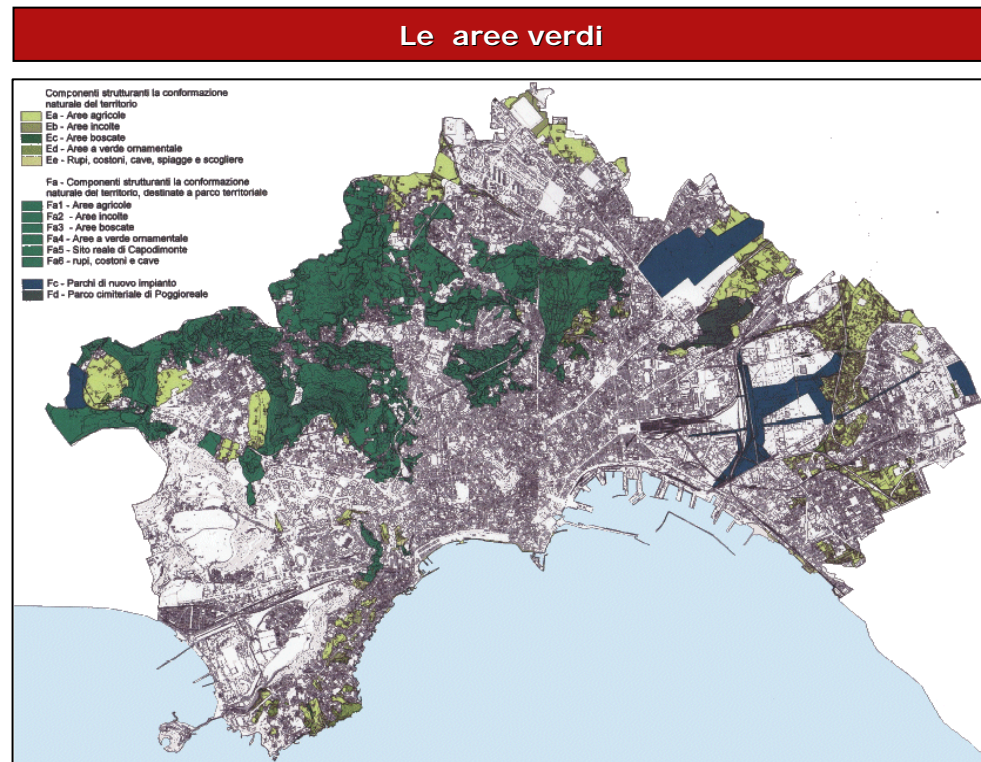 Le aree verdi
Componenti strutturanti la conformazione
naturale del territorio
Ea - Aree agricole
Eb - Aree incolte
Ec - Aree boscate
Ed - Aree a verde ornamentale
Ee - Rupi, costoni, cave, spiagge e scogliere
Fa - Componenti strutturanti la conformazione
naturale del territorio, destinate a parco territoriale
Fa1 - Aree agricole
Fa2 - Aree incolte
Fa3 - Aree boscate
Fa4 - Aree a verde ornamentale
Fa5 - Sito reale di Capodimonte
Fa6 - rupi, costoni e cave
Fc - Parchi di nuovo impianto
Fd - Parco cimiteriale di Poggioreale